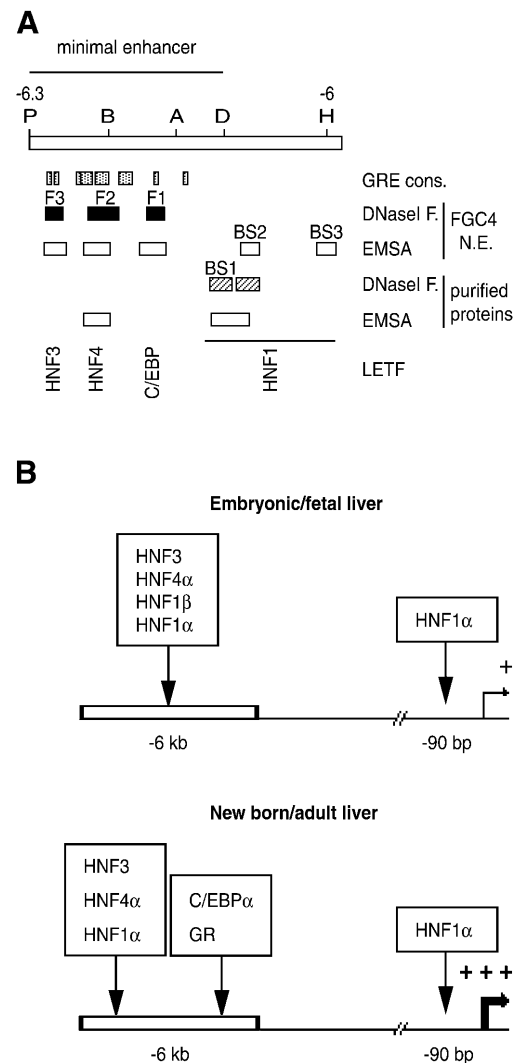 A
minimal enhancer
-6.3 -6
P B A D H
GRE cons.
F3 F2 F1
DNaseI F.
FGC4
N.E.
BS2 BS3
EMSA
BS1
DNaseI F.
purified
proteins
EMSA
HNF3 HNF4 C/EBP HNF1
LETF
B
Embryonic/fetal liver
HNF3
HNF4α
HNF1β
HNF1α
HNF1α
+
-6 kb -90 bp
New born/adult liver
HNF3
HNF4α
HNF1α
C/EBPα
GR
HNF1α
+ + +
-6 kb -90 bp